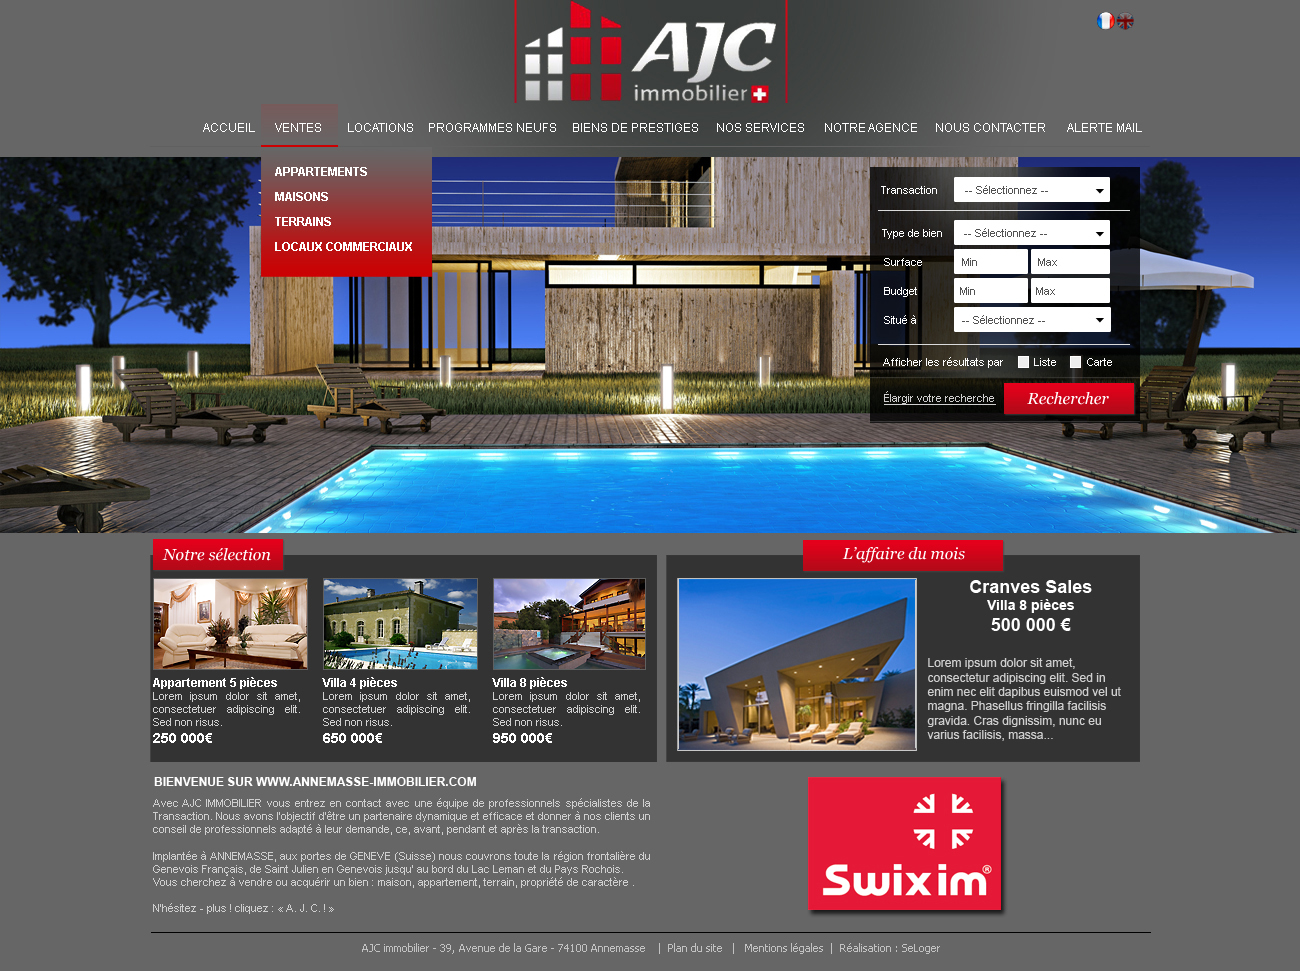 AJC
immobilier
ACCUEIL VENTES LOCATIONS PROGRAMMES NEUFS BIENS DE PRESTIGES NOS SERVICES NOTRE AGENCE NOUS CONTACTER ALERTE MAIL
APPARTEMENTS
MAISONS
TERRAINS
LOCAUX COMMERCIAUX
Transaction -- Sélectionnez --
Type de bien -- Sélectionnez --
Surface Min Max
Budget Min Max
Situé à -- Sélectionnez --
Afficher les résultats par Liste Carte
Élargir votre recherche Rechercher
Notre sélection
Appartement 5 pièces
Lorem ipsum dolor sit amet,
consectetuer adipiscing elit.
Sed non risus.
250 000€
Villa 4 pièces
Lorem ipsum dolor sit amet,
consectetuer adipiscing elit.
Sed non risus.
650 000€
Villa 8 pièces
Lorem ipsum dolor sit amet,
consectetuer adipiscing elit.
Sed non risus.
950 000€
L'affaire du mois
Cranves Sales
Villa 8 pièces
500 000 €
Lorem ipsum dolor sit amet,
consectetur adipiscing elit. Sed in
enim nec elit dapibus euismod vel ut
magna. Phasellus fringilla facilisis
gravida. Cras dignissim, nunc eu
varius facilisis, massa...
BIENVENUE SUR WWW.ANNEMASSE-IMMOBILIER.COM
Avec AJC IMMOBILIER vous entrez en contact avec une équipe de professionnels spécialistes de la
Transaction. Nous avons l'objectif d'être un partenaire dynamique et efficace et donner à nos clients un
conseil de professionnels adapté à leur demande, ce, avant, pendant et après la transaction.
Implantée à ANNEMASSE, aux portes de GENEVE (Suisse) nous couvrons toute la région frontalière du
Genevois Français, de Saint Julien en Genevois jusqu' au bord du Lac Leman et du Pays Rochois.
Vous cherchez à vendre ou acquérir un bien : maison, appartement, terrain, propriété de caractère .
N'hésitez - plus ! cliquez : « A. J. C. ! »
Swixim®
AJC immobilier - 39, Avenue de la Gare - 74100 Annemasse | Plan du site | Mentions légales | Réalisation : SeLoger